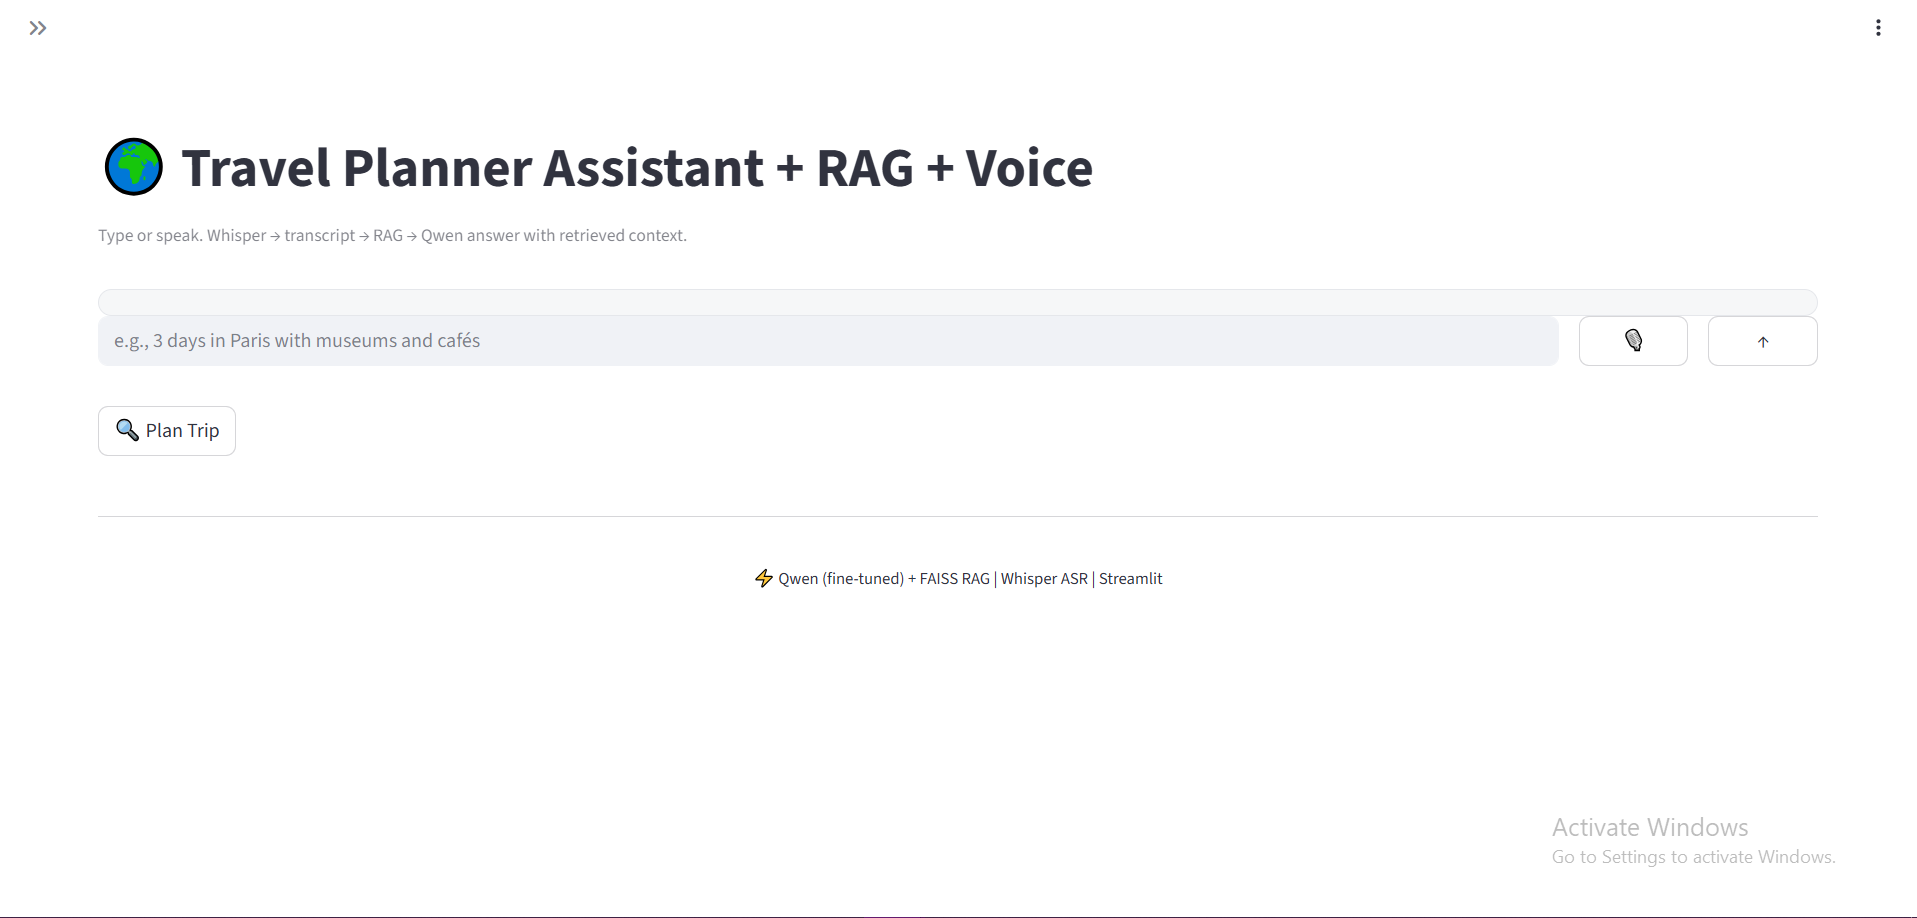 Travel Planner Assistant + RAG + Voice
Type or speak. Whisper → transcript → RAG → Qwen answer with retrieved context.
e.g., 3 days in Paris with museums and cafés
↑
Plan Trip
⚡ Qwen (fine-tuned) + FAISS RAG | Whisper ASR | Streamlit
Activate Windows
Go to Settings to activate Windows.